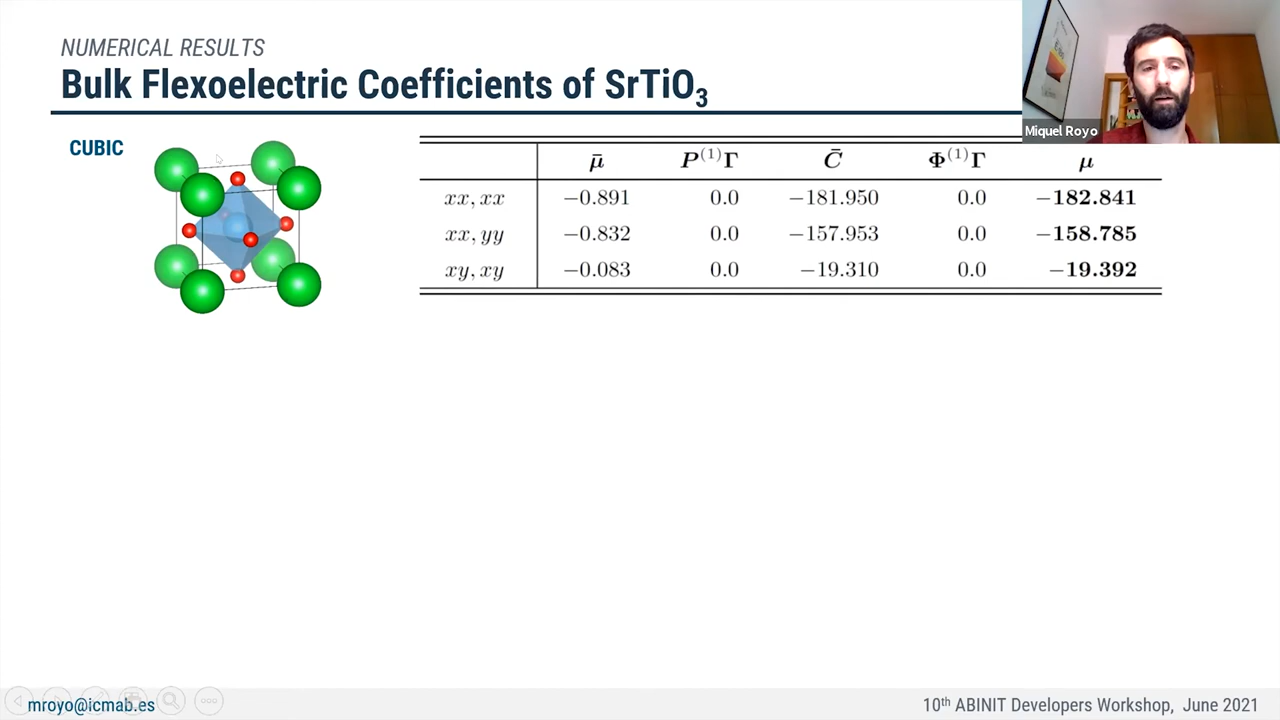 NUMERICAL RESULTS
Bulk Flexoelectric Coefficients of SrTiO₃
Miquel Royo
CUBIC
μ̄ P⁽¹⁾Γ C̄ Φ⁽¹⁾Γ μ
xx, xx −0.891 0.0 −181.950 0.0 −182.841
xx, yy −0.832 0.0 −157.953 0.0 −158.785
xy, xy −0.083 0.0 −19.310 0.0 −19.392
mroyo@icmab.es
10th ABINIT Developers Workshop, June 2021